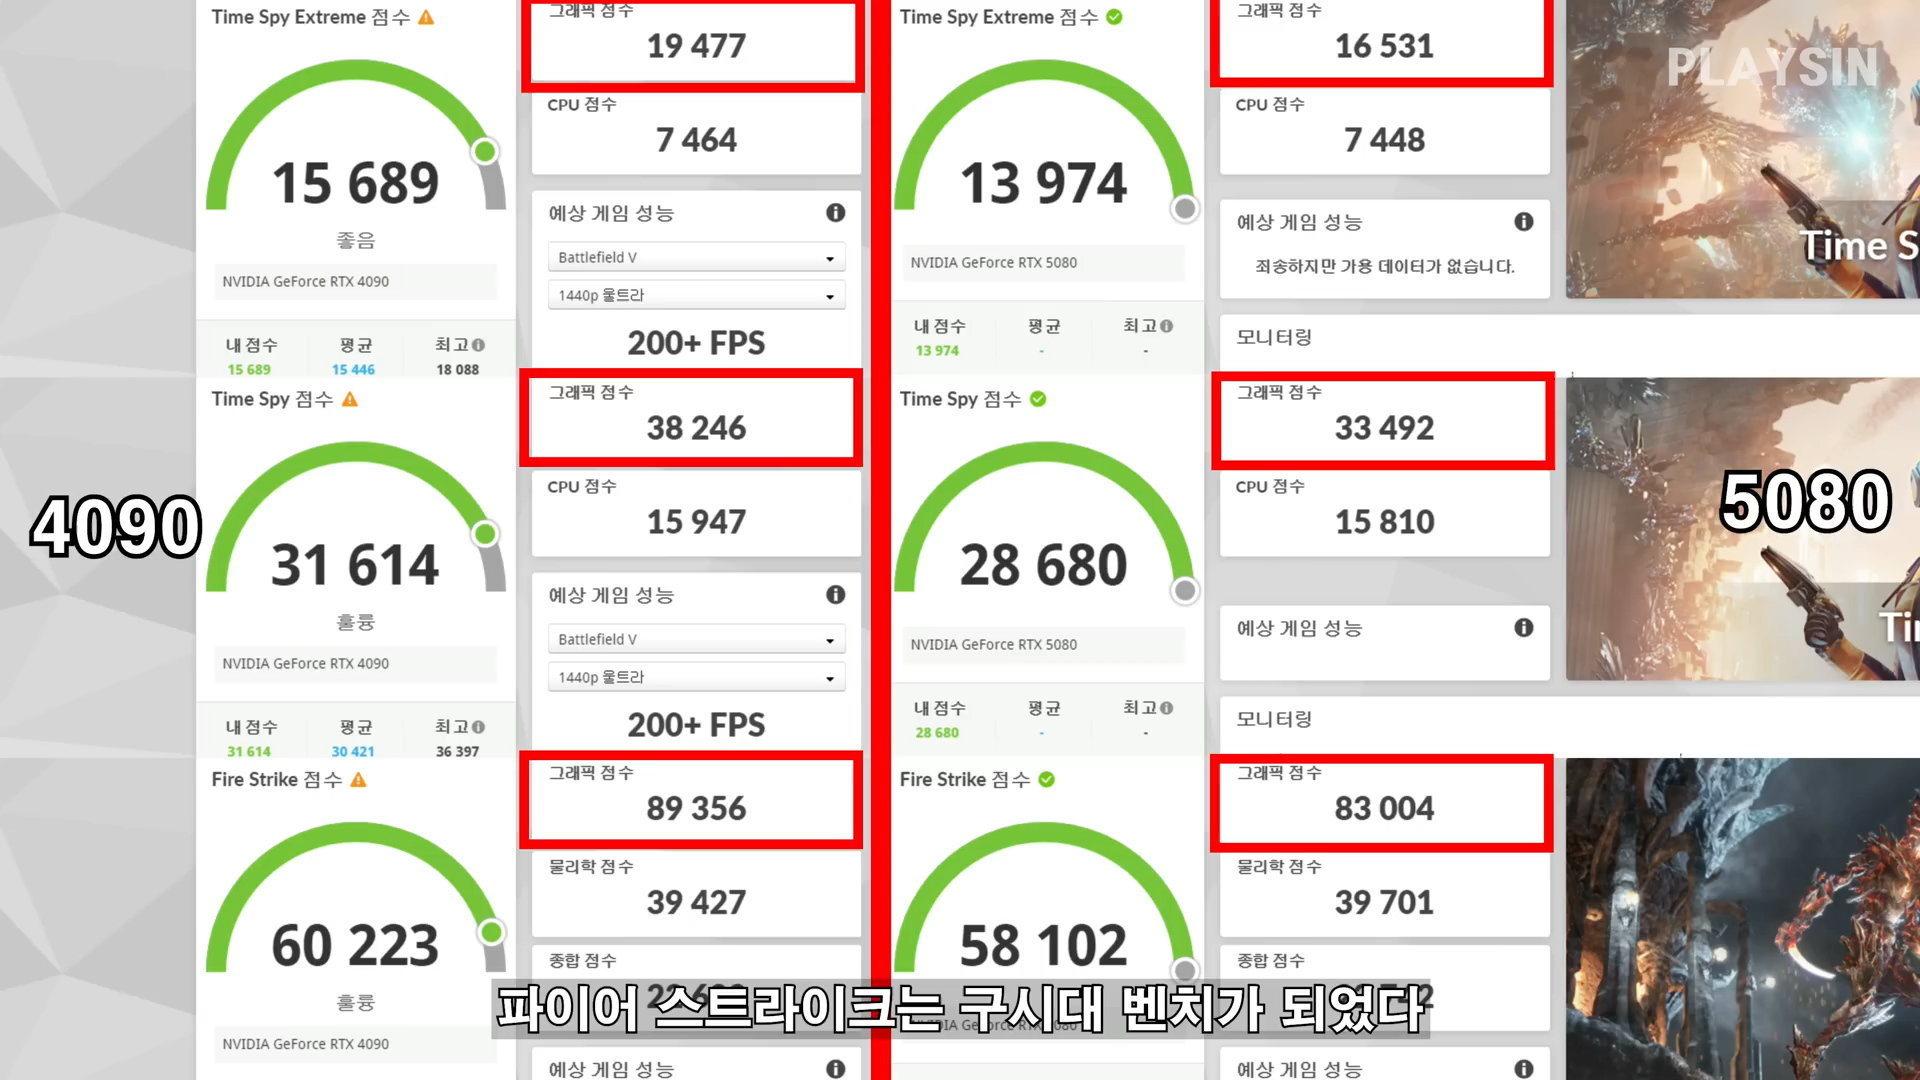 Time Spy Extreme 점수
15 689
좋음
NVIDIA GeForce RTX 4090
내 점수 평균 최고
15 689 15 446 18 088
그래픽 점수
19 477
CPU 점수
7 464
예상 게임 성능
Battlefield V
1440p 울트라
200+ FPS
Time Spy Extreme 점수
13 974
NVIDIA GeForce RTX 5080
내 점수 평균 최고
13 974 - -
그래픽 점수
16 531
CPU 점수
7 448
예상 게임 성능
죄송하지만 가용 데이터가 없습니다.
모니터링
PLAYSIN
Time S
4090
Time Spy 점수
31 614
훌륭
NVIDIA GeForce RTX 4090
내 점수 평균 최고
31 614 30 421 36 397
그래픽 점수
38 246
CPU 점수
15 947
예상 게임 성능
Battlefield V
1440p 울트라
200+ FPS
Time Spy 점수
28 680
NVIDIA GeForce RTX 5080
내 점수 평균 최고
28 680 - -
그래픽 점수
33 492
CPU 점수
15 810
예상 게임 성능
모니터링
5080
Ti
Fire Strike 점수
60 223
훌륭
NVIDIA GeForce RTX 4090
그래픽 점수
89 356
물리학 점수
39 427
종합 점수
예상 게임 성능
Fire Strike 점수
58 102
그래픽 점수
83 004
물리학 점수
39 701
종합 점수
예상 게임 성능
파이어 스트라이크는 구시대 벤치가 되었다